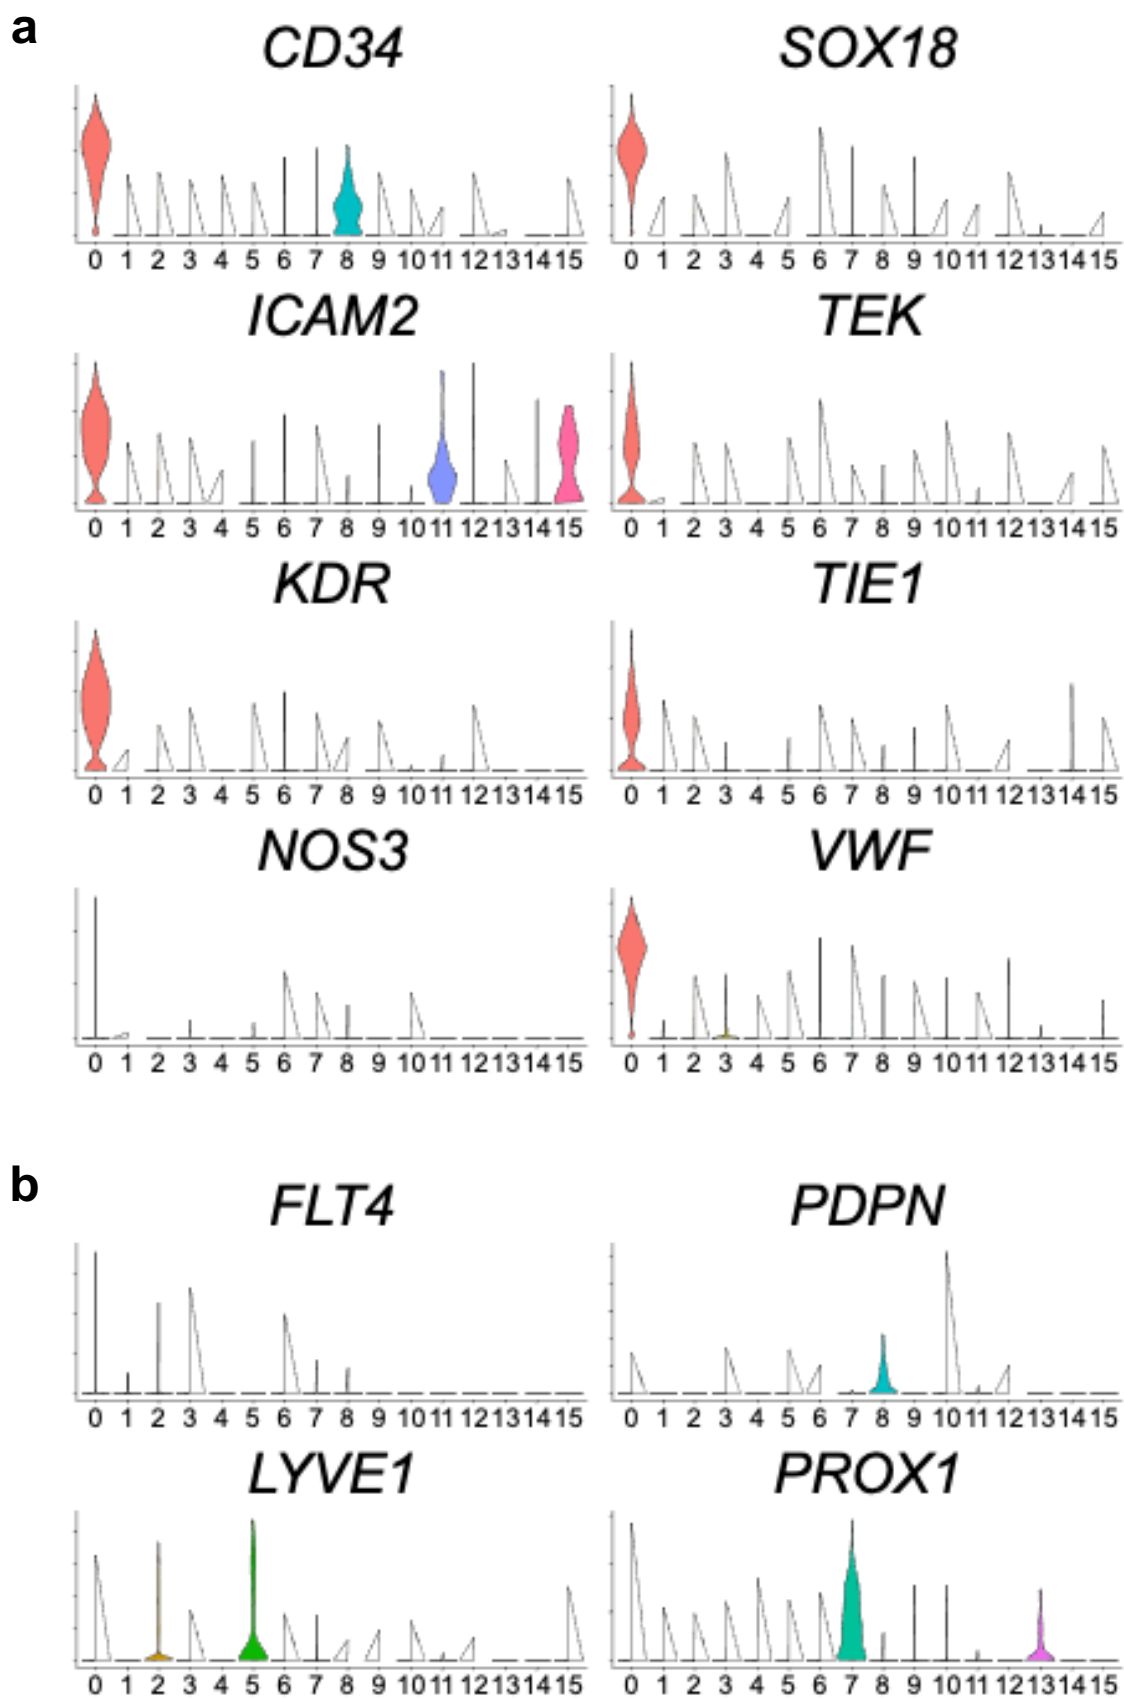 a
CD34 SOX18
0 1 2 3 4 5 6 7 8 9 10 11 12 13 14 15 0 1 2 3 4 5 6 7 8 9 10 11 12 13 14 15
ICAM2 TEK
0 1 2 3 4 5 6 7 8 9 10 11 12 13 14 15 0 1 2 3 4 5 6 7 8 9 10 11 12 13 14 15
KDR TIE1
0 1 2 3 4 5 6 7 8 9 10 11 12 13 14 15 0 1 2 3 4 5 6 7 8 9 10 11 12 13 14 15
NOS3 VWF
0 1 2 3 4 5 6 7 8 9 10 11 12 13 14 15 0 1 2 3 4 5 6 7 8 9 10 11 12 13 14 15
b
FLT4 PDPN
0 1 2 3 4 5 6 7 8 9 10 11 12 13 14 15 0 1 2 3 4 5 6 7 8 9 10 11 12 13 14 15
LYVE1 PROX1
0 1 2 3 4 5 6 7 8 9 10 11 12 13 14 15 0 1 2 3 4 5 6 7 8 9 10 11 12 13 14 15